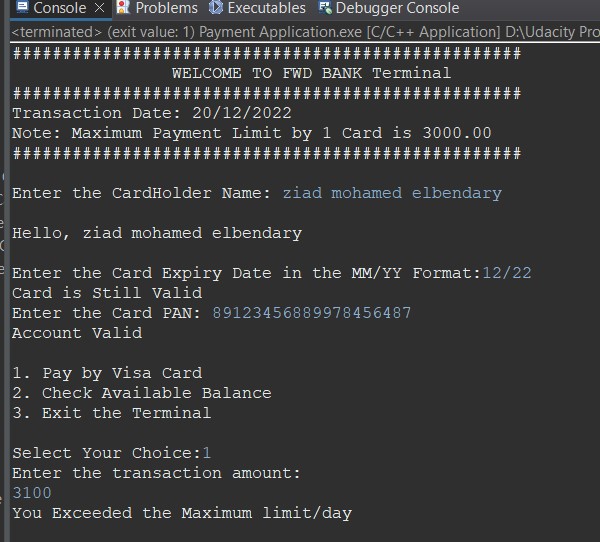 Console Problems Executables Debugger Console
<terminated> (exit value: 1) Payment Application.exe [C/C++ Application] D:\Udacity Pro
###################################################
WELCOME TO FWD BANK Terminal
###################################################
Transaction Date: 20/12/2022
Note: Maximum Payment Limit by 1 Card is 3000.00
###################################################
Enter the CardHolder Name: ziad mohamed elbendary
Hello, ziad mohamed elbendary
Enter the Card Expiry Date in the MM/YY Format:12/22
Card is Still Valid
Enter the Card PAN: 89123456889978456487
Account Valid
1. Pay by Visa Card
2. Check Available Balance
3. Exit the Terminal
Select Your Choice:1
Enter the transaction amount:
3100
You Exceeded the Maximum limit/day